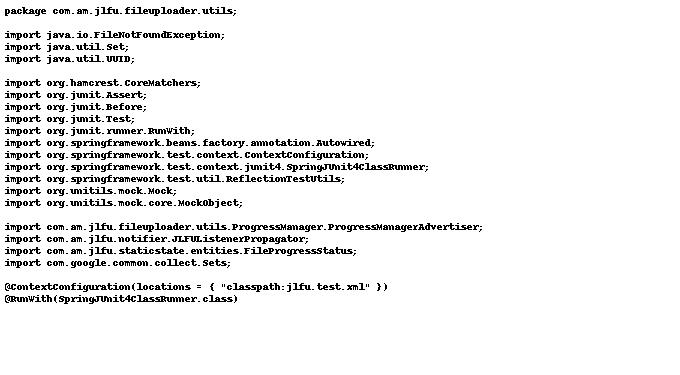 package com.am.jlfu.fileuploader.utils;
import java.io.FileNotFoundException;
import java.util.Set;
import java.util.UUID;
import org.hamcrest.CoreMatchers;
import org.junit.Assert;
import org.junit.Before;
import org.junit.Test;
import org.junit.runner.RunWith;
import org.springframework.beans.factory.annotation.Autowired;
import org.springframework.test.context.ContextConfiguration;
import org.springframework.test.context.junit4.SpringJUnit4ClassRunner;
import org.springframework.test.util.ReflectionTestUtils;
import org.unitils.mock.Mock;
import org.unitils.mock.core.MockObject;
import com.am.jlfu.fileuploader.utils.ProgressManager.ProgressManagerAdvertiser;
import com.am.jlfu.notifier.JLFUListenerPropagator;
import com.am.jlfu.staticstate.entities.FileProgressStatus;
import com.google.common.collect.Sets;
@ContextConfiguration(locations = { "classpath:jlfu.test.xml" })
@RunWith(SpringJUnit4ClassRunner.class)